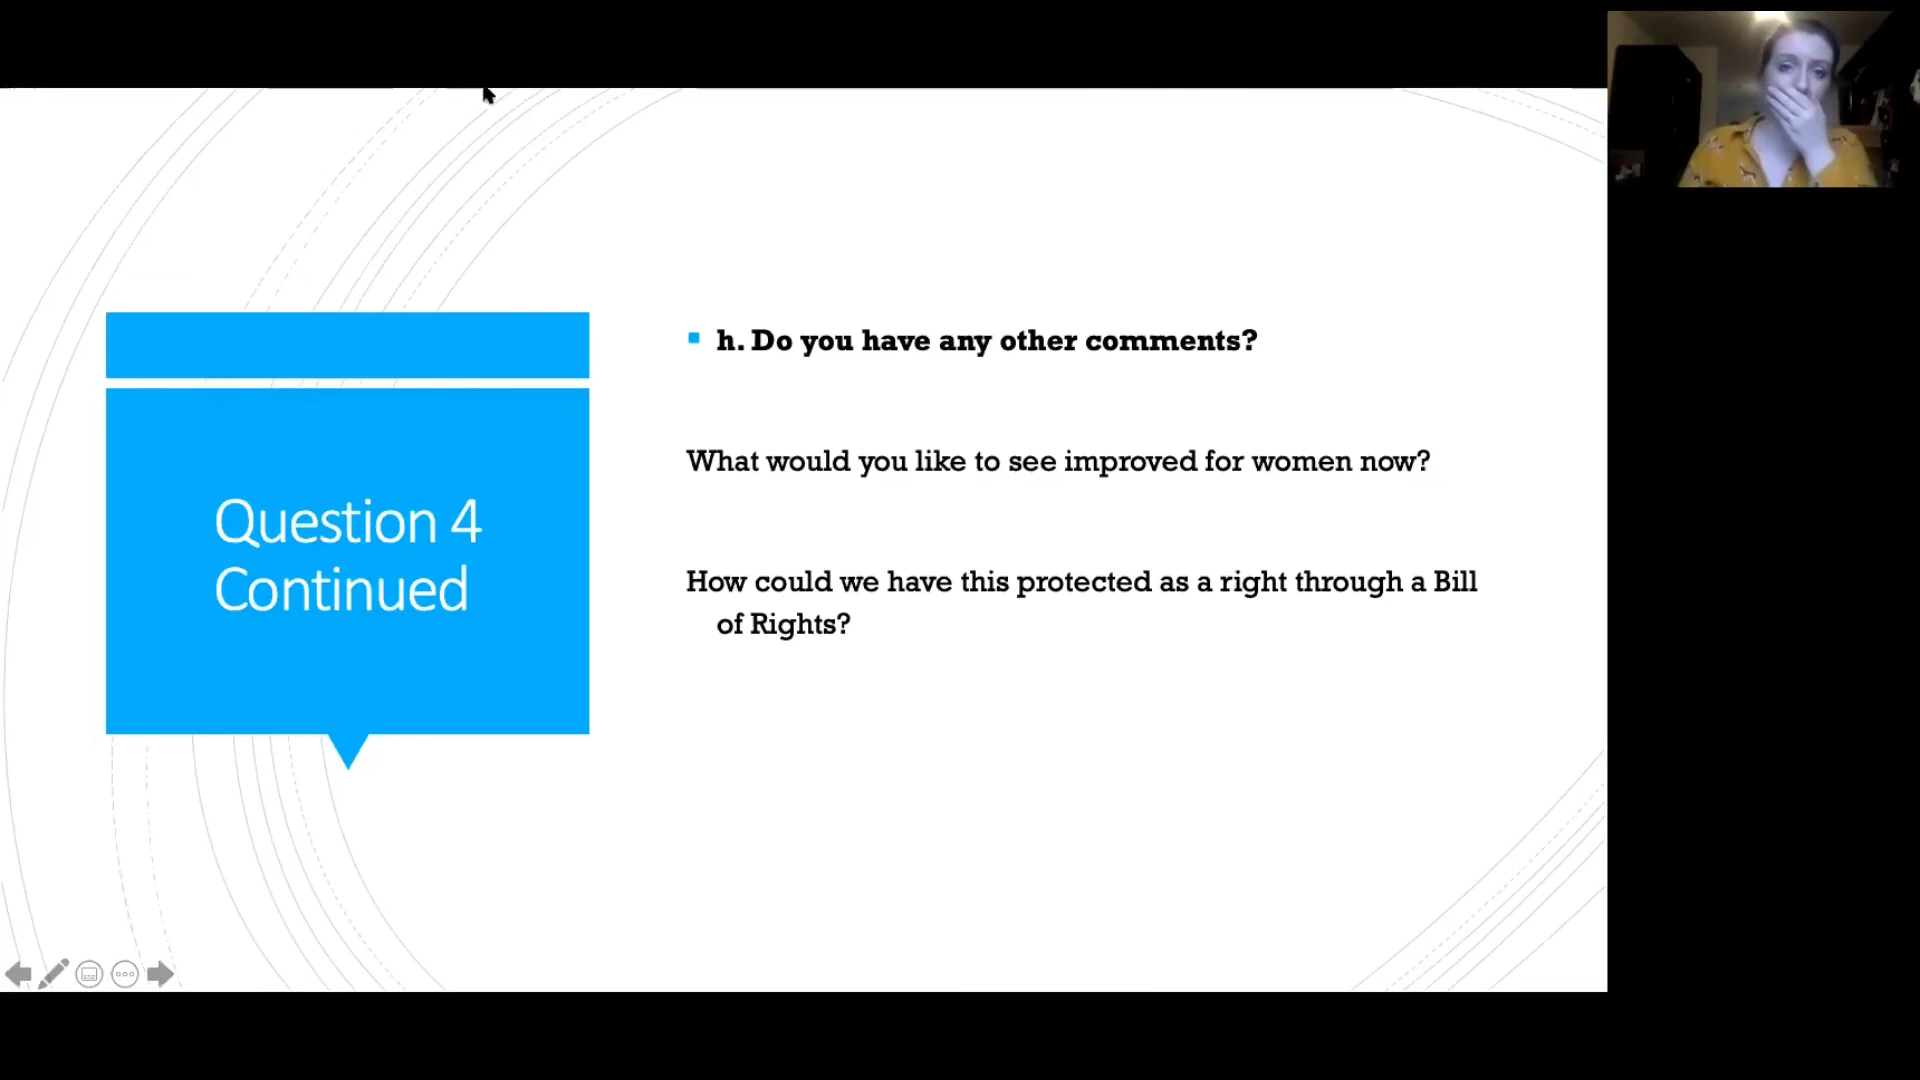 Question 4
Continued
h. Do you have any other comments?
What would you like to see improved for women now?
How could we have this protected as a right through a Bill
of Rights?